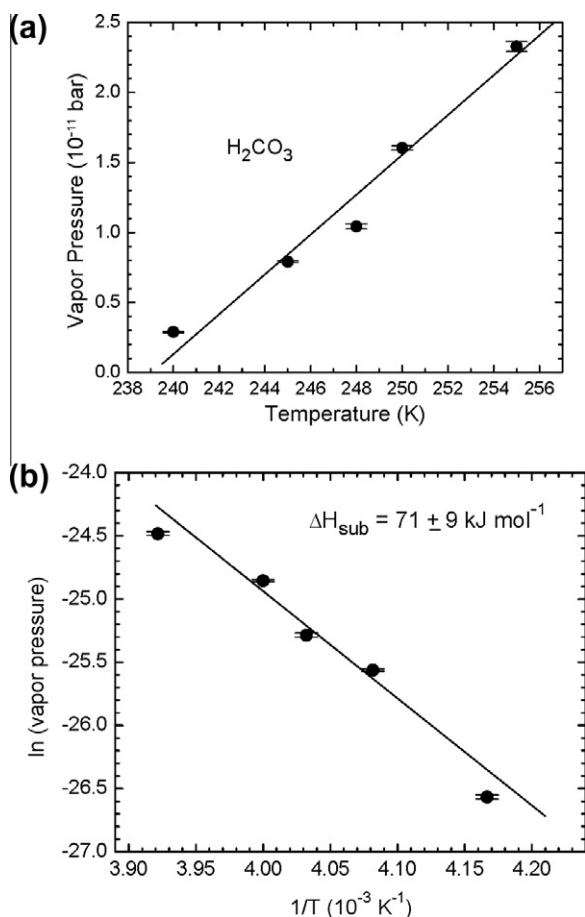 (a)
2.5
2.0
1.5
1.0
0.5
0.0
Vapor Pressure (10⁻¹¹ bar)
H₂CO₃
238 240 242 244 246 248 250 252 254 256
Temperature (K)
(b)
-24.0
-24.5
-25.0
-25.5
-26.0
-26.5
-27.0
ln (vapor pressure)
ΔH_sub = 71 ± 9 kJ mol⁻¹
3.90 3.95 4.00 4.05 4.10 4.15 4.20
1/T (10⁻³ K⁻¹)